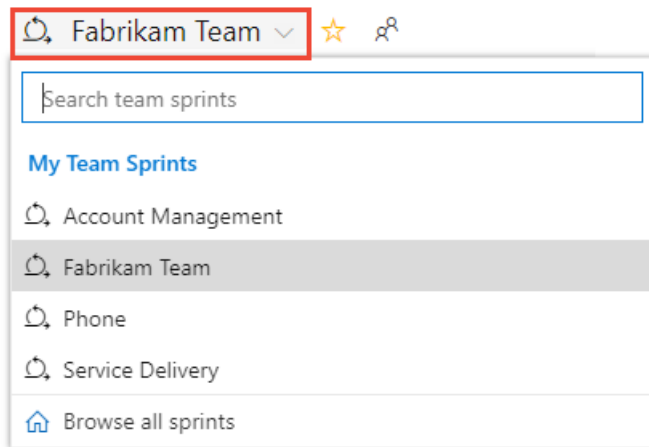 Fabrikam Team
Search team sprints
My Team Sprints
Account Management
Fabrikam Team
Phone
Service Delivery
Browse all sprints